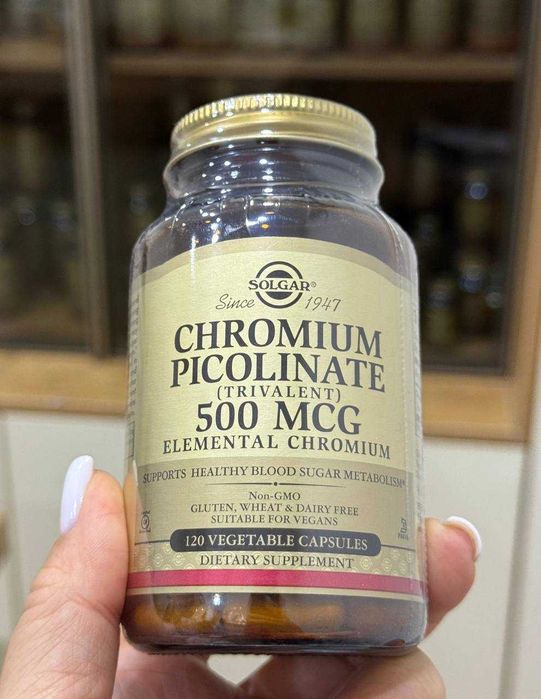 SOLGAR®
Since 1947
CHROMIUM
PICOLINATE
(TRIVALENT)
500 MCG
ELEMENTAL CHROMIUM
SUPPORTS HEALTHY BLOOD SUGAR METABOLISM*
Non-GMO
GLUTEN, WHEAT & DAIRY FREE
SUITABLE FOR VEGANS
120 VEGETABLE CAPSULES
DIETARY SUPPLEMENT